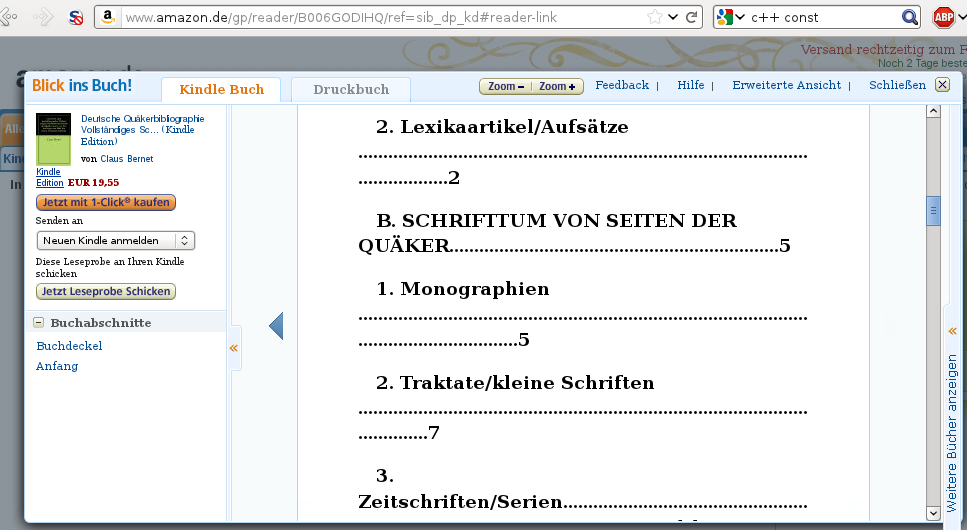 www.amazon.de/gp/reader/B006GODIHQ/ref=sib_dp_kd#reader-link
c++ const
ABP
Versand rechtzeitig zum F
Noch 2 Tage beste
Blick ins Buch!
Kindle Buch
Druckbuch
Zoom −
Zoom +
Feedback |
Hilfe |
Erweiterte Ansicht |
Schließen
Alle
Kin
In
Deutsche Quäkerbibliographie
Vollständiges Sc... (Kindle
Edition)
von Claus Bernet
Kindle
Edition EUR 19,55
Jetzt mit 1-Click® kaufen
Senden an
Neuen Kindle anmelden
Diese Leseprobe an Ihren Kindle
schicken
Jetzt Leseprobe Schicken
Buchabschnitte
Buchdeckel
Anfang
«
2. Lexikaartikel/Aufsätze
..........................................................................................
..................2
B. SCHRIFTTUM VON SEITEN DER
QUÄKER..................................................................5
1. Monographien
..........................................................................................
................................5
2. Traktate/kleine Schriften
..........................................................................................
..............7
3.
Zeitschriften/Serien.................................................
«
Weitere Bücher anzeigen